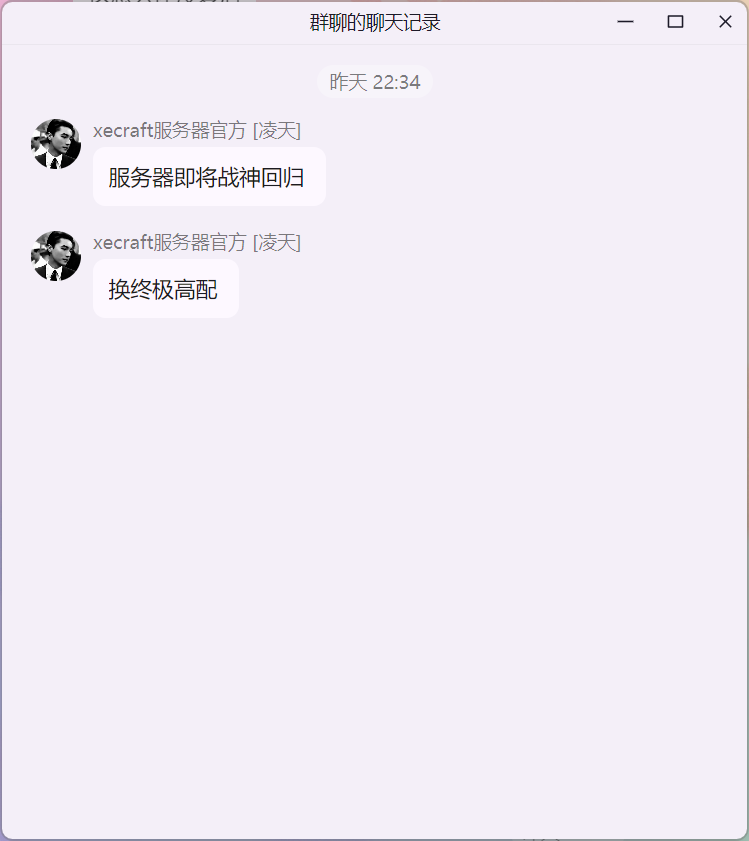 群聊的聊天记录
昨天 22:34
xecraft服务器官方 [凌天]
服务器即将战神回归
xecraft服务器官方 [凌天]
换终极高配